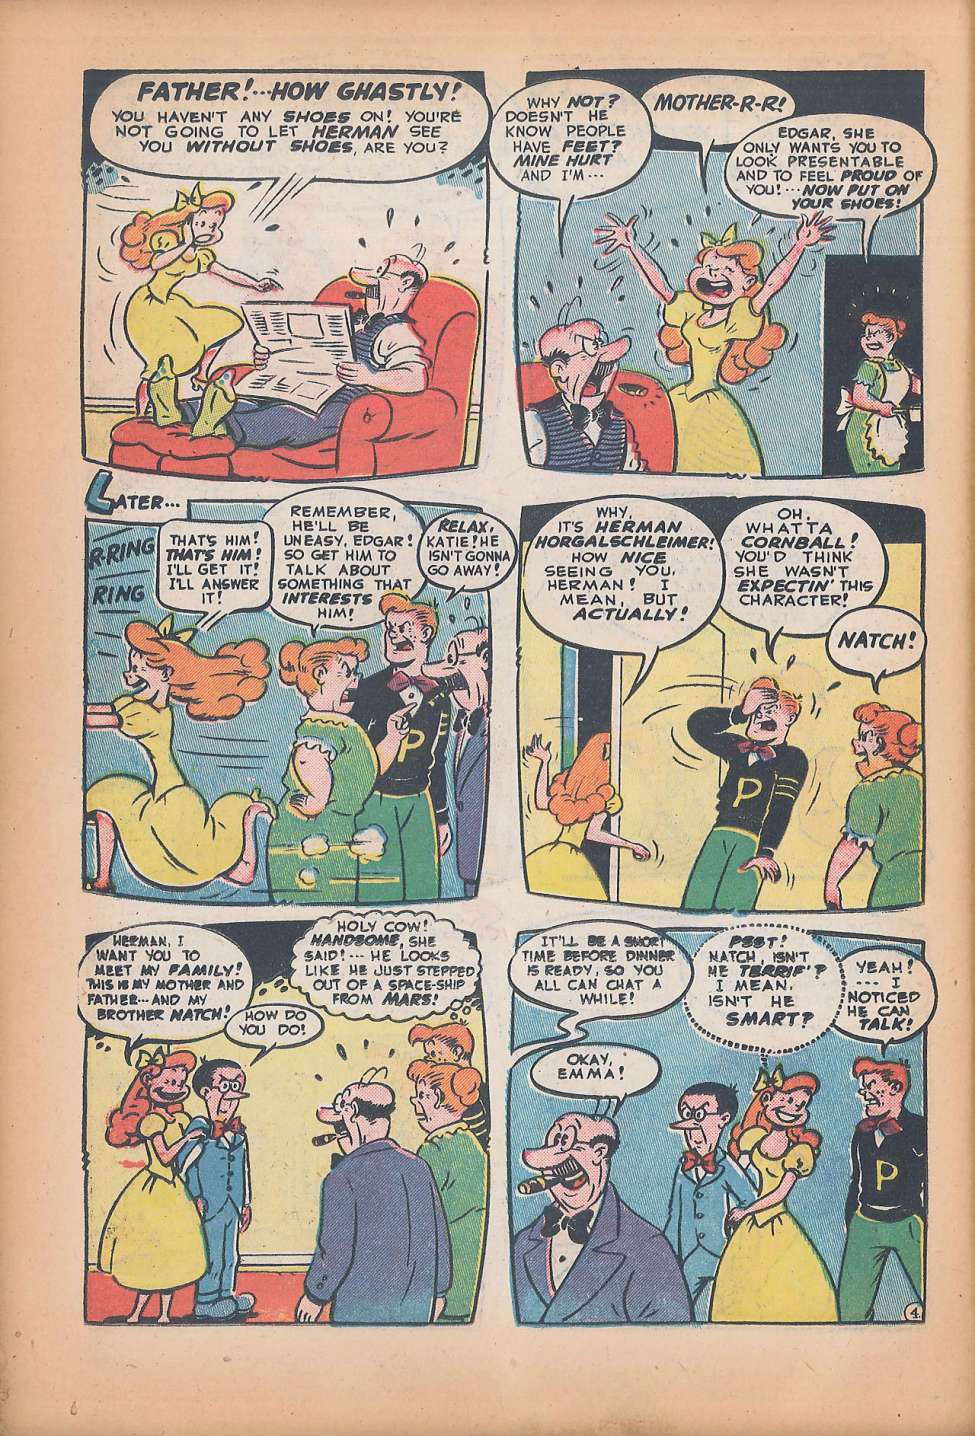 FATHER!...HOW GHASTLY!
YOU HAVEN'T ANY SHOES ON! YOU'RE
NOT GOING TO LET HERMAN SEE
YOU WITHOUT SHOES, ARE YOU?
WHY NOT?
DOESN'T HE
KNOW PEOPLE
HAVE FEET?
MINE HURT
AND I'M---
MOTHER-R-R!
EDGAR, SHE
ONLY WANTS YOU TO
LOOK PRESENTABLE
AND TO FEEL PROUD OF
YOU!...NOW PUT ON
YOUR SHOES!
LATER...
R-RING
RING
THAT'S HIM!
THAT'S HIM!
I'LL GET IT!
I'LL ANSWER
IT!
REMEMBER,
HE'LL BE
UNEASY, EDGAR!
SO GET HIM TO
TALK ABOUT
SOMETHING THAT
INTERESTS
HIM!
RELAX,
KATIE! HE
ISN'T GONNA
GO AWAY!
P
WHY,
IT'S HERMAN
HORGALSCHLEIMER!
HOW NICE
SEEING YOU,
HERMAN! I
MEAN, BUT
ACTUALLY!
OH,
WHATTA
CORNBALL!
YOU'D THINK
SHE WASN'T
EXPECTIN' THIS
CHARACTER!
NATCH!
P
HERMAN, I
WANT YOU TO
MEET MY FAMILY!
THIS IS MY MOTHER AND
FATHER...AND MY
BROTHER NATCH!
HOW DO
YOU DO!
HOLY COW!
HANDSOME, SHE
SAID!... HE LOOKS
LIKE HE JUST STEPPED
OUT OF A SPACE-SHIP
FROM MARS!
IT'LL BE A SHORT
TIME BEFORE DINNER
IS READY, SO YOU
ALL CAN CHAT A
WHILE!
OKAY,
EMMA!
PSST!
NATCH, ISN'T
HE TERRIF'?
I MEAN,
ISN'T HE
SMART?
YEAH!
---- I
NOTICED
HE CAN
TALK!
P
4